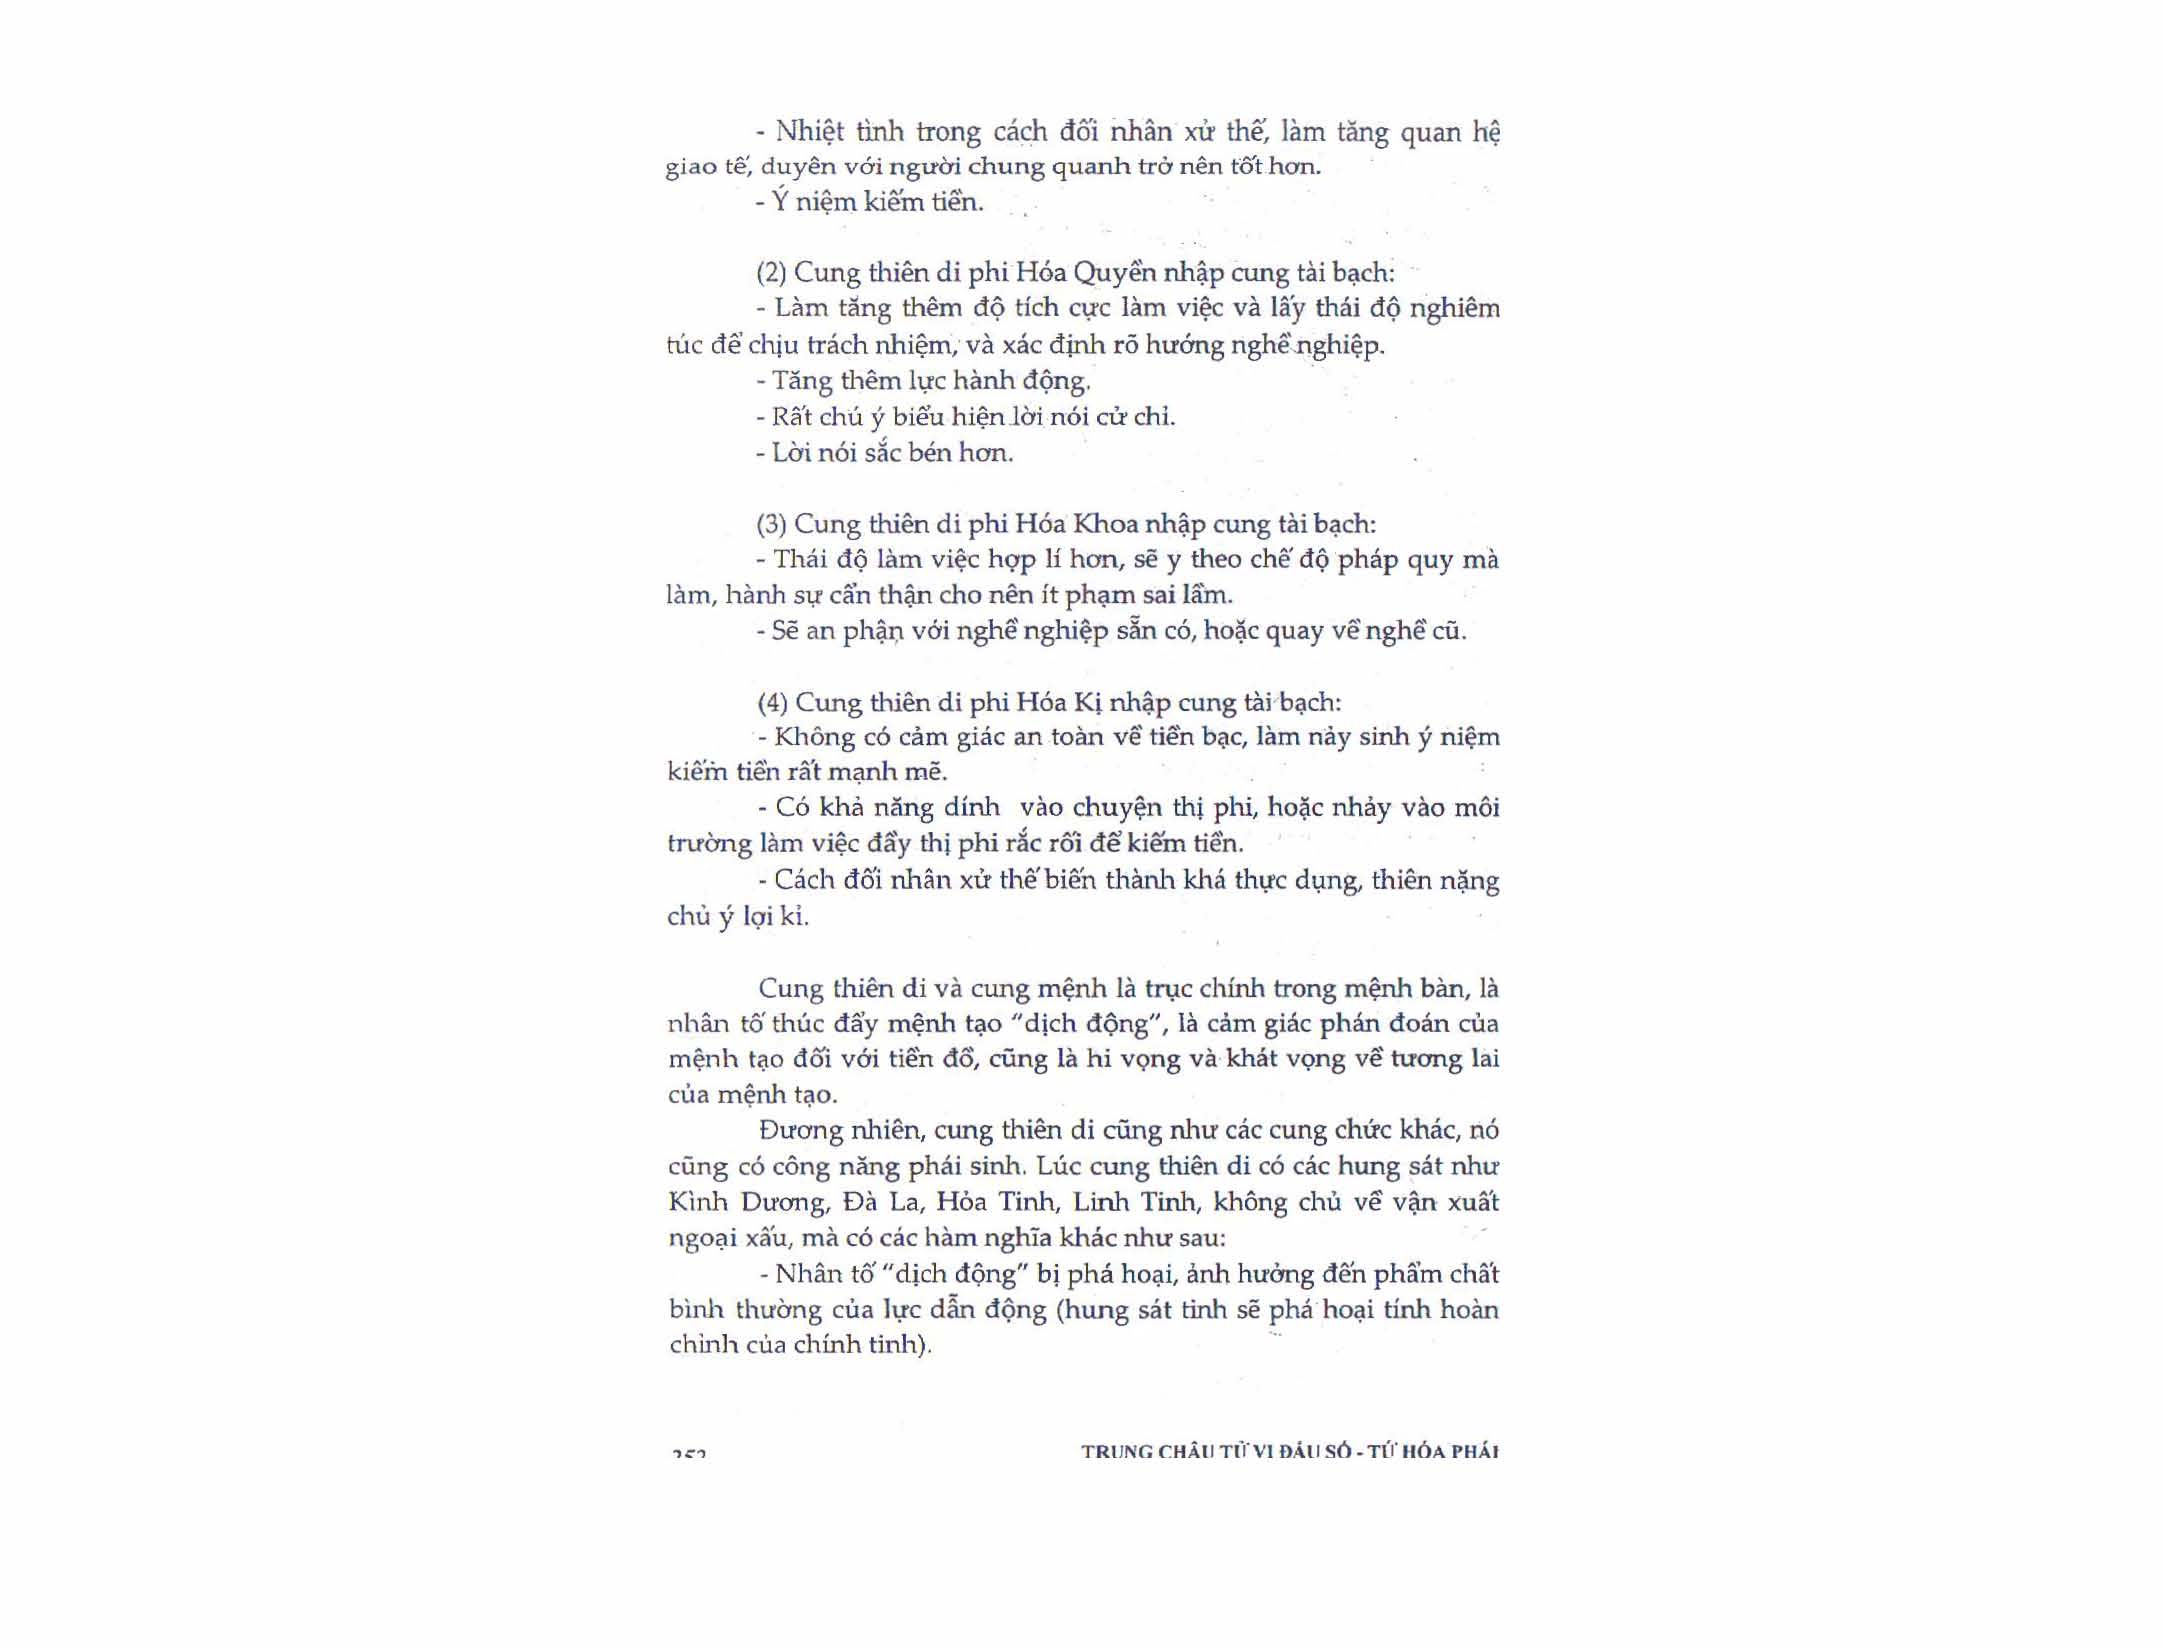 - Nhiệt tình trong cách đối nhân xử thế, làm tăng quan hệ
giao tế, duyên với người chung quanh trở nên tốt hơn.
- Ý niệm kiếm tiền.
(2) Cung thiên di phi Hóa Quyền nhập cung tài bạch:
- Làm tăng thêm độ tích cực làm việc và lấy thái độ nghiêm
túc để chịu trách nhiệm, và xác định rõ hướng nghề nghiệp.
- Tăng thêm lực hành động.
- Rất chú ý biểu hiện lời nói cử chỉ.
- Lời nói sắc bén hơn.
(3) Cung thiên di phi Hóa Khoa nhập cung tài bạch:
- Thái độ làm việc hợp lí hơn, sẽ y theo chế độ pháp quy mà
làm, hành sự cẩn thận cho nên ít phạm sai lầm.
- Sẽ an phận với nghề nghiệp sẵn có, hoặc quay về nghề cũ.
(4) Cung thiên di phi Hóa Kị nhập cung tài bạch:
- Không có cảm giác an toàn về tiền bạc, làm nảy sinh ý niệm
kiếm tiền rất mạnh mẽ.
- Có khả năng dính vào chuyện thị phi, hoặc nhảy vào môi
trường làm việc đầy thị phi rắc rối để kiếm tiền.
- Cách đối nhân xử thế biến thành khá thực dụng, thiên nặng
chủ ý lợi kỉ.
Cung thiên di và cung mệnh là trục chính trong mệnh bàn, là
nhân tố thúc đẩy mệnh tạo "dịch động", là cảm giác phán đoán của
mệnh tạo đối với tiền đồ, cũng là hi vọng và khát vọng về tương lai
của mệnh tạo.
Đương nhiên, cung thiên di cũng như các cung chức khác, nó
cũng có công năng phái sinh. Lúc cung thiên di có các hung sát như
Kình Dương, Đà La, Hỏa Tinh, Linh Tinh, không chủ về vận xuất
ngoại xấu, mà có các hàm nghĩa khác như sau:
- Nhân tố "dịch động" bị phá hoại, ảnh hưởng đến phẩm chất
bình thường của lực dẫn động (hung sát tinh sẽ phá hoại tính hoàn
chỉnh của chính tinh).
TRUNG CHÂU TỬ VI ĐẨU SỐ - TỨ HÓA PHÁI